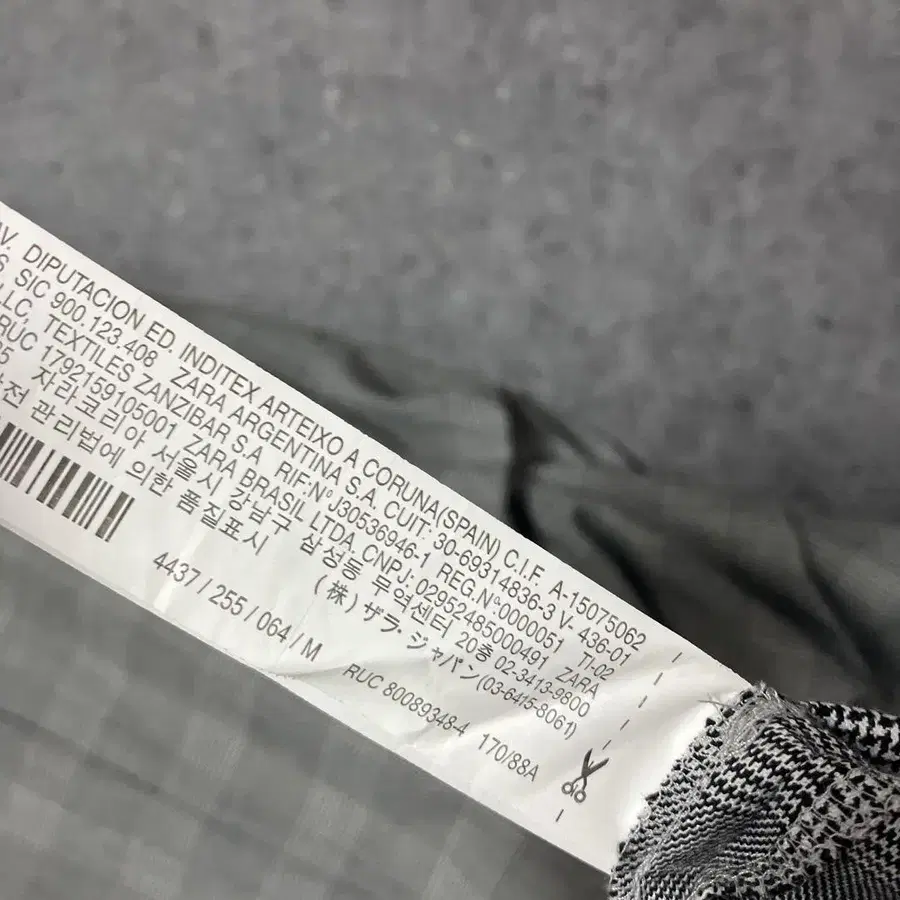 V. DIPUTACION ED. INDITEX ARTEIXO A CORUNA(SPAIN) C.I.F. A-15075062
S, SIC 900.123.408 ZARA ARGENTINA S.A. CUIT: 30-69314836-3 IV- 436-01
LLC, TEXTILES ZANZIBAR S.A. RIF:Nº J30536946-1 REG.Nº:0000051 TI-02
RUC 1792159105001 ZARA BRASIL LTDA. CNPJ: 02952485000491 ZARA
자라코리아 서울시 강남구 삼성동 무역센터 20층 02-3413-9800
전 관리법에 의한 품질표시 (株) ザラ・ジャパン(03-6415-8061)
4437 / 255 / 064 / M RUC 80089348-4 170/88A